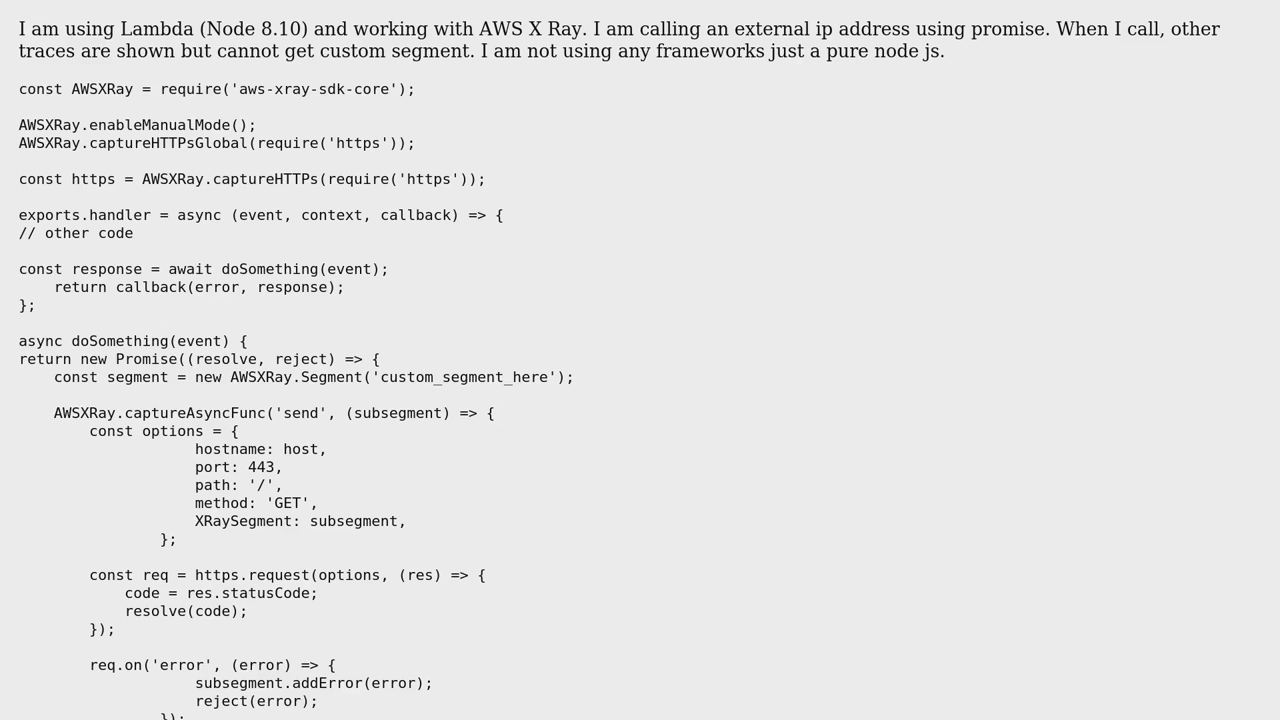 I am using Lambda (Node 8.10) and working with AWS X Ray. I am calling an external ip address using promise. When I call, other
traces are shown but cannot get custom segment. I am not using any frameworks just a pure node js.
const AWSXRay = require('aws-xray-sdk-core');
AWSXRay.enableManualMode();
AWSXRay.captureHTTPsGlobal(require('https'));
const https = AWSXRay.captureHTTPs(require('https'));
exports.handler = async (event, context, callback) => {
// other code
const response = await doSomething(event);
    return callback(error, response);
};
async doSomething(event) {
return new Promise((resolve, reject) => {
    const segment = new AWSXRay.Segment('custom_segment_here');
    AWSXRay.captureAsyncFunc('send', (subsegment) => {
        const options = {
                    hostname: host,
                    port: 443,
                    path: '/',
                    method: 'GET',
                    XRaySegment: subsegment,
                };
        const req = https.request(options, (res) => {
            code = res.statusCode;
            resolve(code);
        });
        req.on('error', (error) => {
                    subsegment.addError(error);
                    reject(error);
                });